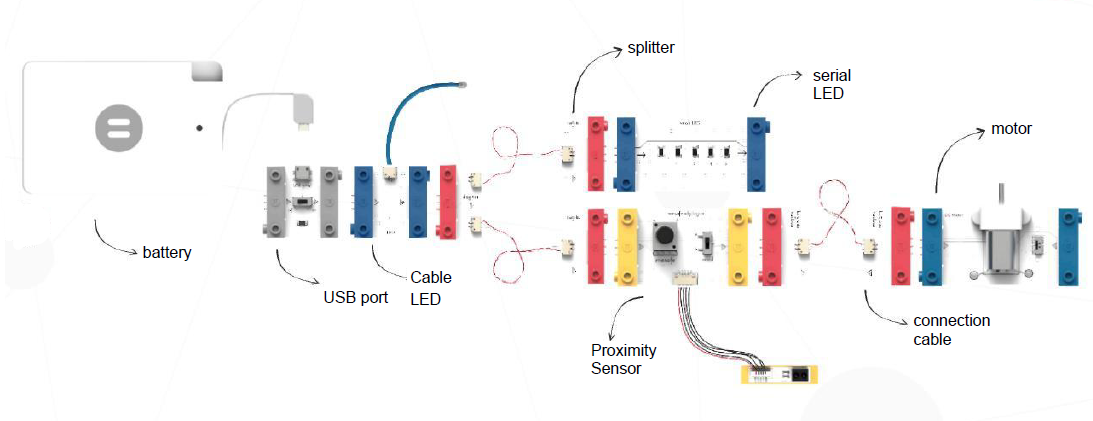 splitter
serial
LED
motor
battery
USB port
Cable
LED
Proximity
Sensor
connection
cable